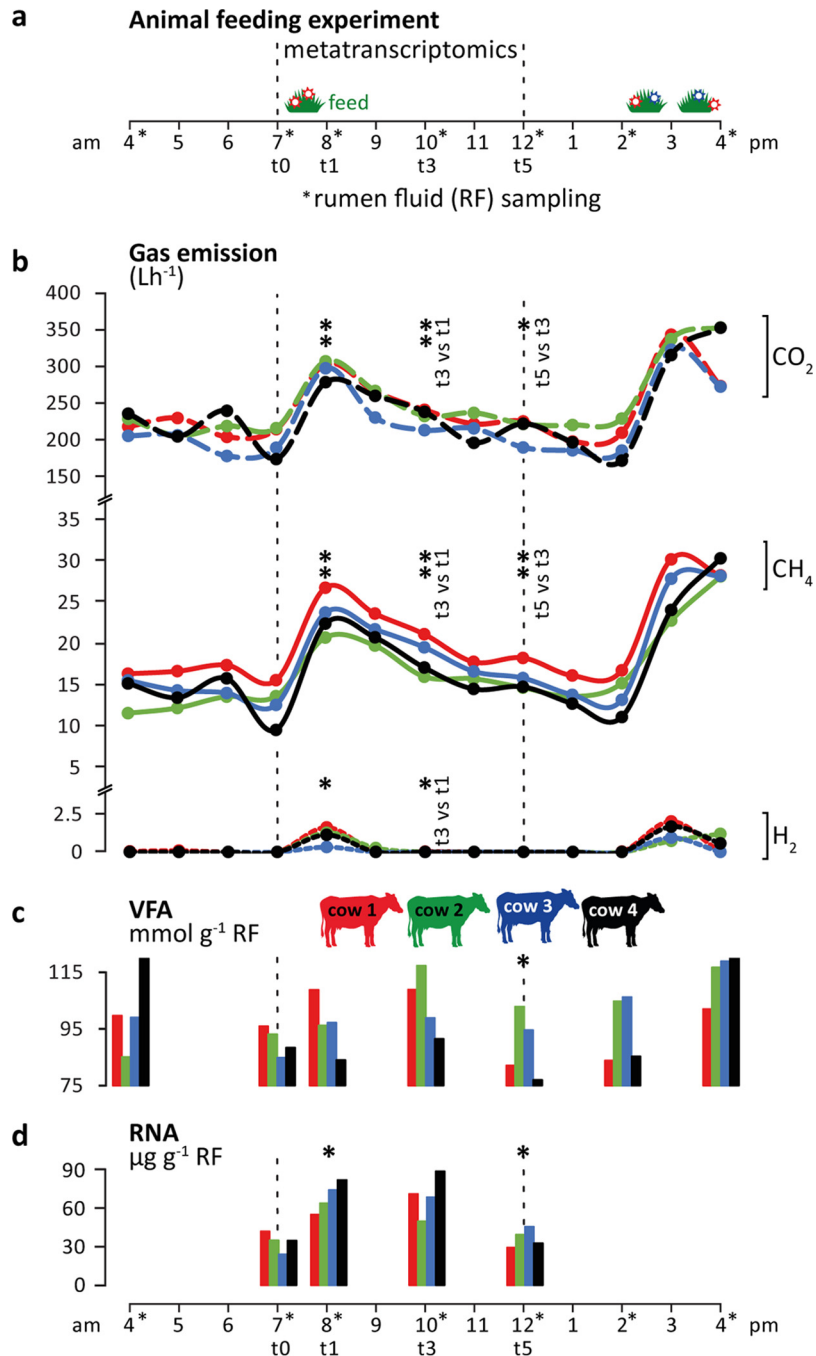 a Animal feeding experiment
metatranscriptomics
feed
am 4* 5 6 7* 8* 9 10* 11 12* 1 2* 3 4* pm
t0 t1 t3 t5
*rumen fluid (RF) sampling
b Gas emission
(Lh⁻¹)
400
350
300
250
200
150
** ** t3 vs t1 * t5 vs t3
CO₂
35
30
25
20
15
10
5
** ** t3 vs t1 ** t5 vs t3
CH₄
2.5
0
* * t3 vs t1
H₂
c VFA
mmol g⁻¹ RF
cow 1 cow 2 cow 3 cow 4
*
115
95
75
d RNA
µg g⁻¹ RF
* *
90
60
30
0
am 4* 5 6 7* 8* 9 10* 11 12* 1 2* 3 4* pm
t0 t1 t3 t5